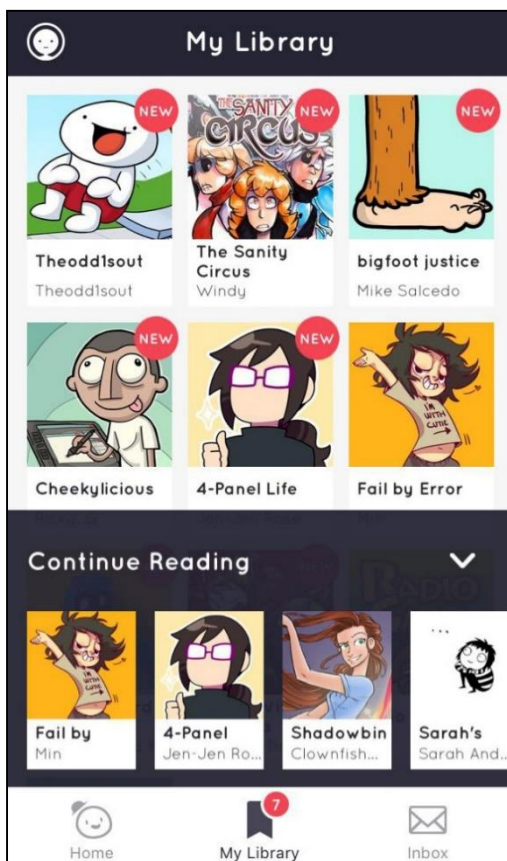 My Library
NEW
NEW
NEW
THE SANITY
CIRCUS
Theodd1sout
Theodd1sout
The Sanity
Circus
Windy
bigfoot justice
Mike Salcedo
NEW
NEW
I'M
WITH
CUTIE
Cheekylicious
4-Panel Life
Fail by Error
RADIO
Continue Reading
I'M
WITH
CUTIE
...
Fail by
Min
4-Panel
Jen-Jen Ro...
Shadowbin
Clownfish...
Sarah's
Sarah And..
7
Home
My Library
Inbox